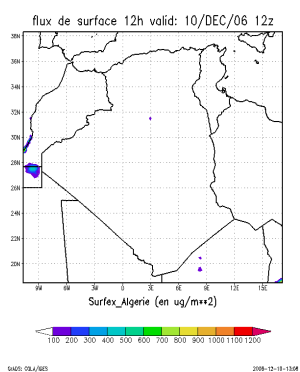 flux de surface 12h valid: 10/DEC/06 12z
38N
36N
34N
32N
30N
28N
26N
24N
22N
20N
9W 6W 3W 0 3E 6E 9E 12E 15E
Surfex_Algerie (en ug/m**2)
100 200 300 400 500 600 700 800 900 1000 1100 1200
GrADS: COLA/IGES
2008-12-10-13:08